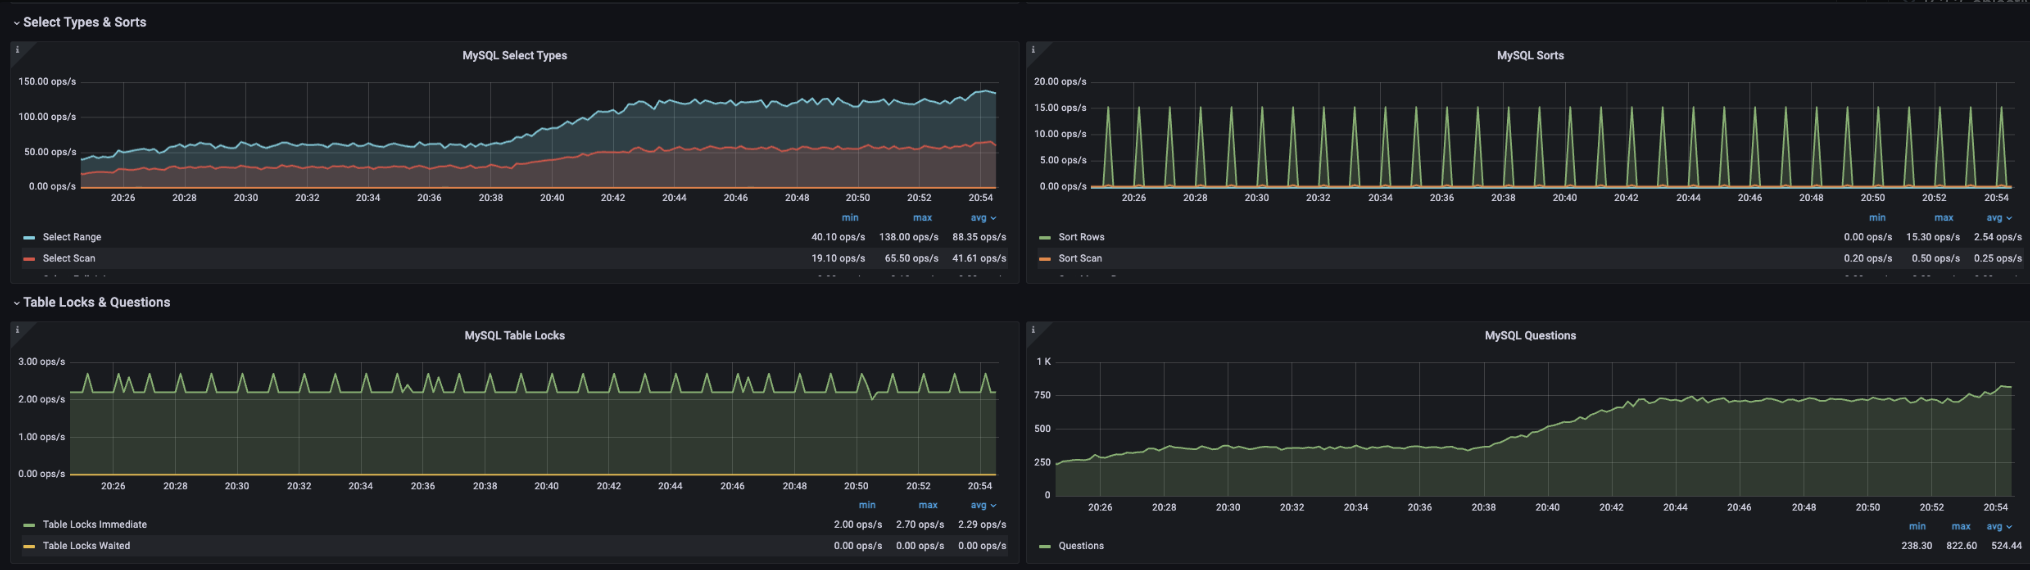 Select Types & Sorts
MySQL Select Types
150.00 ops/s
100.00 ops/s
50.00 ops/s
0.00 ops/s
20:26 20:28 20:30 20:32 20:34 20:36 20:38 20:40 20:42 20:44 20:46 20:48 20:50 20:52 20:54
min max avg
Select Range 40.10 ops/s 138.00 ops/s 88.35 ops/s
Select Scan 19.10 ops/s 65.50 ops/s 41.61 ops/s
MySQL Sorts
20.00 ops/s
15.00 ops/s
10.00 ops/s
5.00 ops/s
0.00 ops/s
20:26 20:28 20:30 20:32 20:34 20:36 20:38 20:40 20:42 20:44 20:46 20:48 20:50 20:52 20:54
min max avg
Sort Rows 0.00 ops/s 15.30 ops/s 2.54 ops/s
Sort Scan 0.20 ops/s 0.50 ops/s 0.25 ops/s
Table Locks & Questions
MySQL Table Locks
3.00 ops/s
2.00 ops/s
1.00 ops/s
0.00 ops/s
20:26 20:28 20:30 20:32 20:34 20:36 20:38 20:40 20:42 20:44 20:46 20:48 20:50 20:52 20:54
min max avg
Table Locks Immediate 2.00 ops/s 2.70 ops/s 2.29 ops/s
Table Locks Waited 0.00 ops/s 0.00 ops/s 0.00 ops/s
MySQL Questions
1 K
750
500
250
0
20:26 20:28 20:30 20:32 20:34 20:36 20:38 20:40 20:42 20:44 20:46 20:48 20:50 20:52 20:54
min max avg
Questions 238.30 822.60 524.44